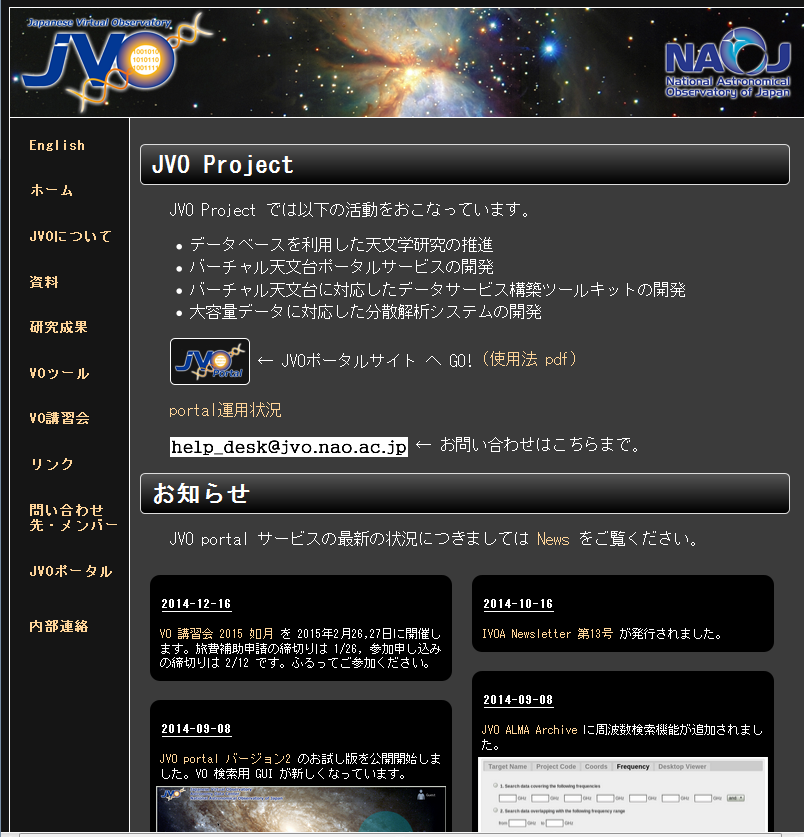 Japanese Virtual Observatory
JVO
NAOJ
National Astronomical
Observatory of Japan
English
ホーム
JVOについて
資料
研究成果
VOツール
VO講習会
リンク
問い合わせ
先・メンバー
JVOポータル
内部連絡
JVO Project
JVO Project では以下の活動をおこなっています。
• データベースを利用した天文学研究の推進
• バーチャル天文台ポータルサービスの開発
• バーチャル天文台に対応したデータサービス構築ツールキットの開発
• 大容量データに対応した分散解析システムの開発
JVO Portal ← JVOポータルサイト へ GO! (使用法 pdf)
portal運用状況
help_desk@jvo.nao.ac.jp ← お問い合わせはこちらまで。
お知らせ
JVO portal サービスの最新の状況につきましては News をご覧ください。
2014-12-16
VO 講習会 2015 如月 を 2015年2月26,27日に開催し
ます。旅費補助申請の締切りは 1/26, 参加申し込み
の締切りは 2/12 です。ふるってご参加ください。
2014-09-08
JVO portal バージョン2 のお試し版を公開開始しま
した。VO 検索用 GUI が新しくなっています。
2014-10-16
IVOA Newsletter 第13号 が発行されました。
2014-09-08
JVO ALMA Archive に周波数検索機能が追加されまし
た。
Target Name Project Code Coords Frequency Desktop Viewer
1. Search data covering the following frequencies
GHz GHz GHz GHz GHz GHz GHz and
2. Search data overlapping with the following frequency range
from GHz to GHz